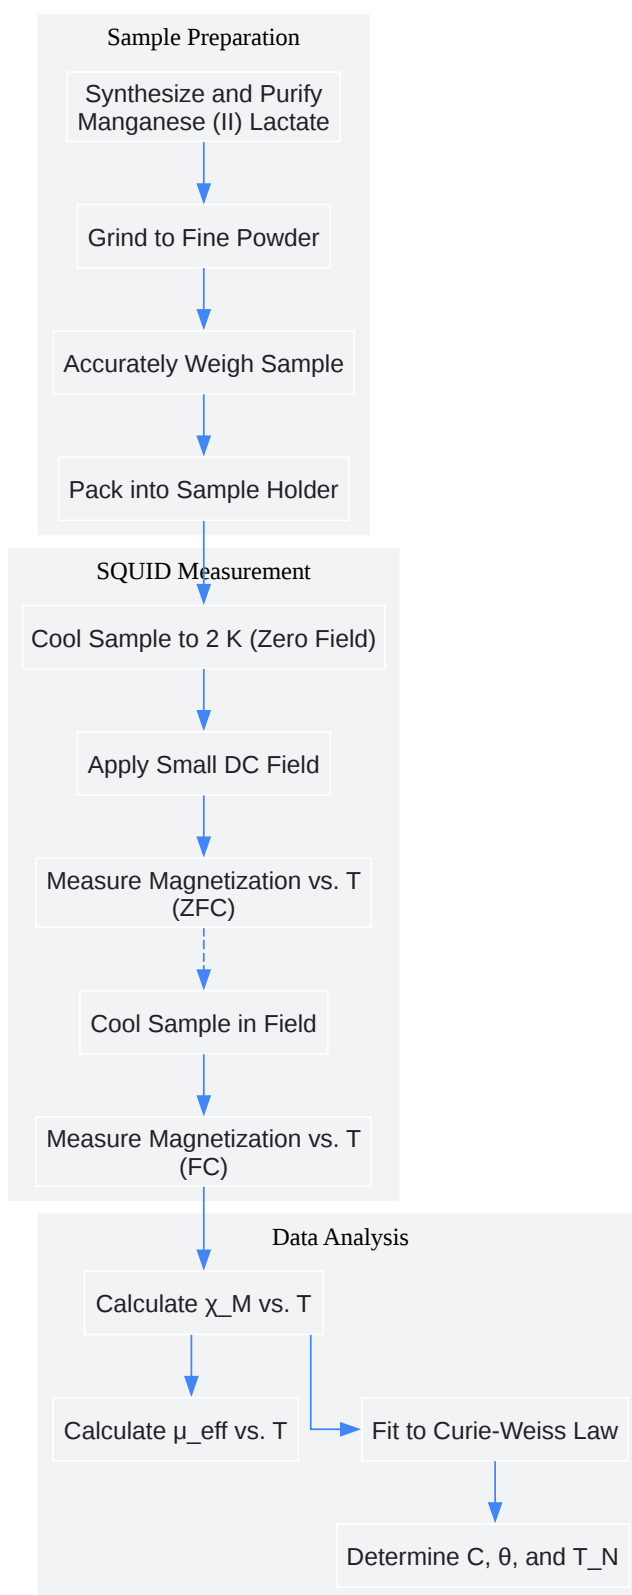 Sample Preparation
Synthesize and Purify
Manganese (II) Lactate
Grind to Fine Powder
Accurately Weigh Sample
Pack into Sample Holder
SQUID Measurement
Cool Sample to 2 K (Zero Field)
Apply Small DC Field
Measure Magnetization vs. T
(ZFC)
Cool Sample in Field
Measure Magnetization vs. T
(FC)
Data Analysis
Calculate χ_M vs. T
Calculate μ_eff vs. T
Fit to Curie-Weiss Law
Determine C, θ, and T_N